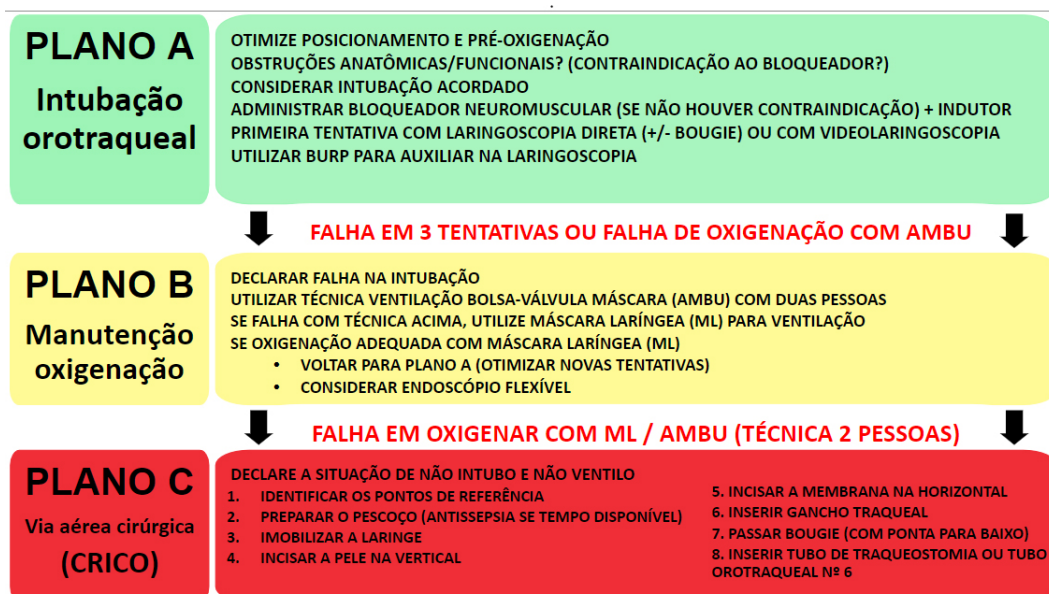 PLANO A
Intubação
orotraqueal
OTIMIZE POSICIONAMENTO E PRÉ-OXIGENAÇÃO
OBSTRUÇÕES ANATÔMICAS/FUNCIONAIS? (CONTRAINDICAÇÃO AO BLOQUEADOR?)
CONSIDERAR INTUBAÇÃO ACORDADO
ADMINISTRAR BLOQUEADOR NEUROMUSCULAR (SE NÃO HOUVER CONTRAINDICAÇÃO) + INDUTOR
PRIMEIRA TENTATIVA COM LARINGOSCOPIA DIRETA (+/- BOUGIE) OU COM VIDEOLARINGOSCOPIA
UTILIZAR BURP PARA AUXILIAR NA LARINGOSCOPIA
FALHA EM 3 TENTATIVAS OU FALHA DE OXIGENAÇÃO COM AMBU
PLANO B
Manutenção
oxigenação
DECLARAR FALHA NA INTUBAÇÃO
UTILIZAR TÉCNICA VENTILAÇÃO BOLSA-VÁLVULA MÁSCARA (AMBU) COM DUAS PESSOAS
SE FALHA COM TÉCNICA ACIMA, UTILIZE MÁSCARA LARÍNGEA (ML) PARA VENTILAÇÃO
SE OXIGENAÇÃO ADEQUADA COM MÁSCARA LARÍNGEA (ML)
• VOLTAR PARA PLANO A (OTIMIZAR NOVAS TENTATIVAS)
• CONSIDERAR ENDOSCÓPIO FLEXÍVEL
FALHA EM OXIGENAR COM ML / AMBU (TÉCNICA 2 PESSOAS)
PLANO C
Via aérea cirúrgica
(CRICO)
DECLARE A SITUAÇÃO DE NÃO INTUBO E NÃO VENTILO
1. IDENTIFICAR OS PONTOS DE REFERÊNCIA
2. PREPARAR O PESCOÇO (ANTISSEPSIA SE TEMPO DISPONÍVEL)
3. IMOBILIZAR A LARINGE
4. INCISAR A PELE NA VERTICAL
5. INCISAR A MEMBRANA NA HORIZONTAL
6. INSERIR GANCHO TRAQUEAL
7. PASSAR BOUGIE (COM PONTA PARA BAIXO)
8. INSERIR TUBO DE TRAQUEOSTOMIA OU TUBO
OROTRAQUEAL Nº 6